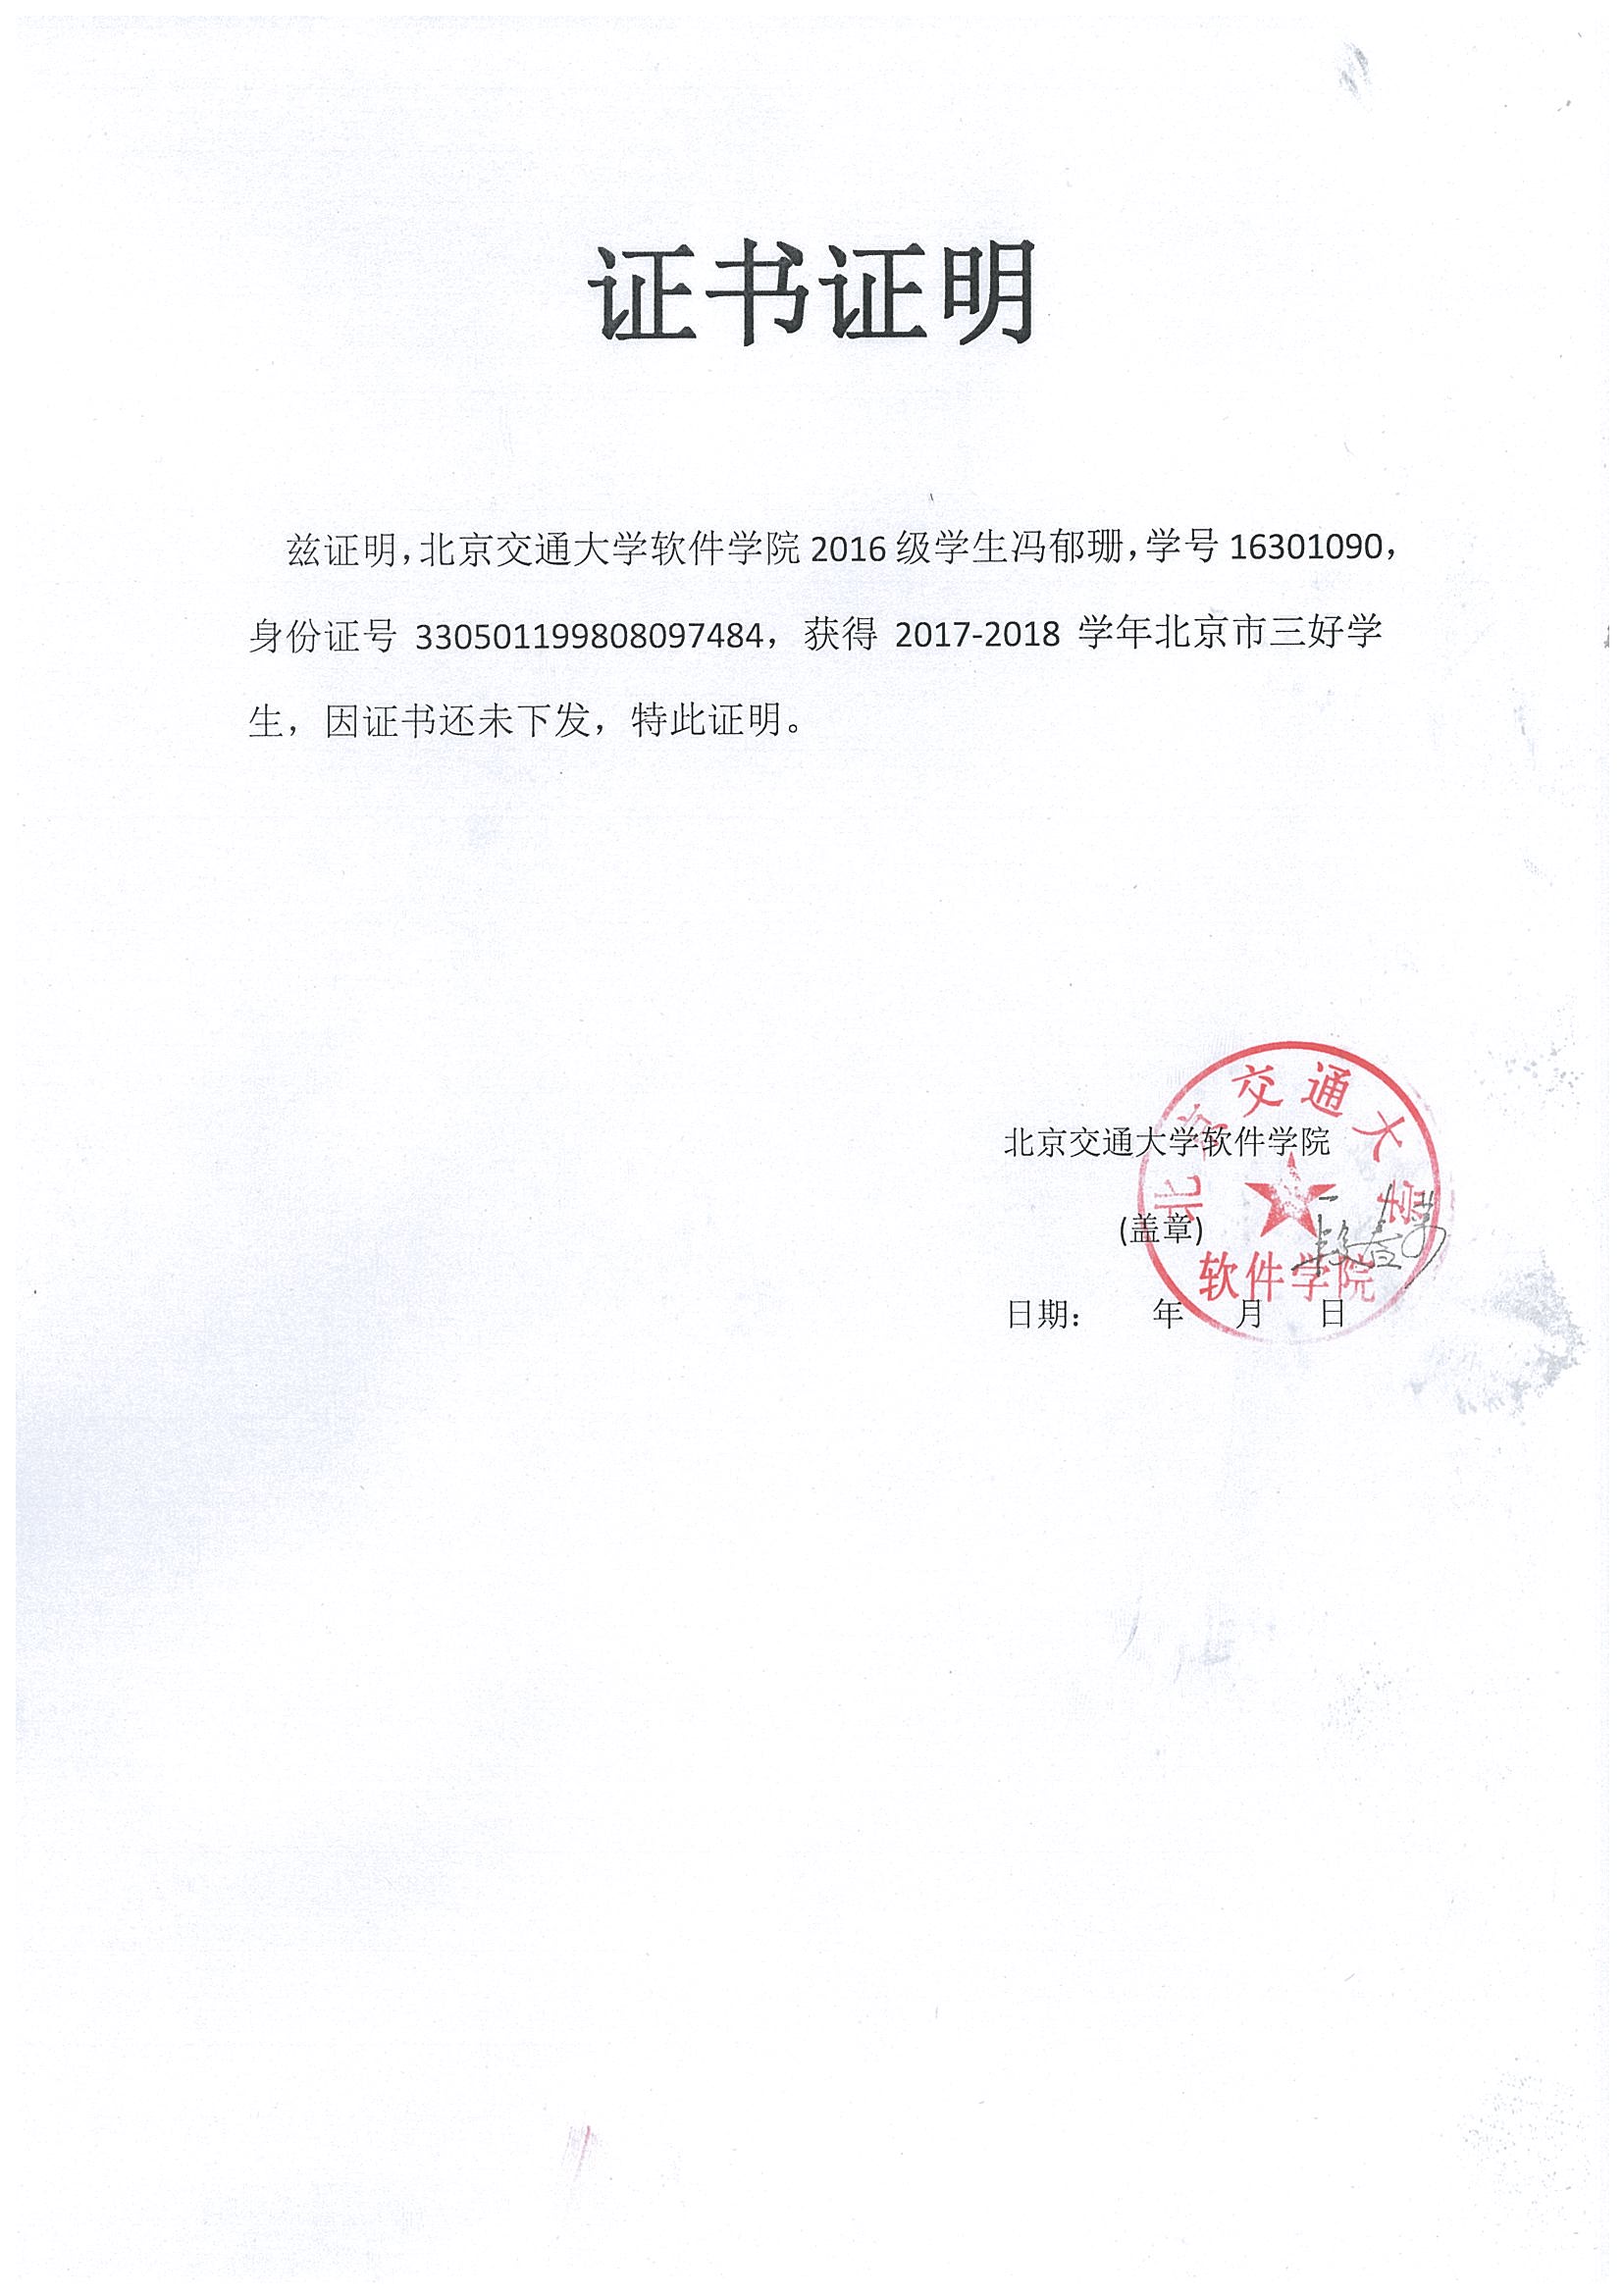 证书证明
兹证明，北京交通大学软件学院 2016 级学生冯郁珊，学号 16301090，
身份证号 330501199808097484，获得 2017-2018 学年北京市三好学
生，因证书还未下发，特此证明。
北京交通大学
北京交通大学软件学院
(盖章)
软件学院
日期： 年 月 日